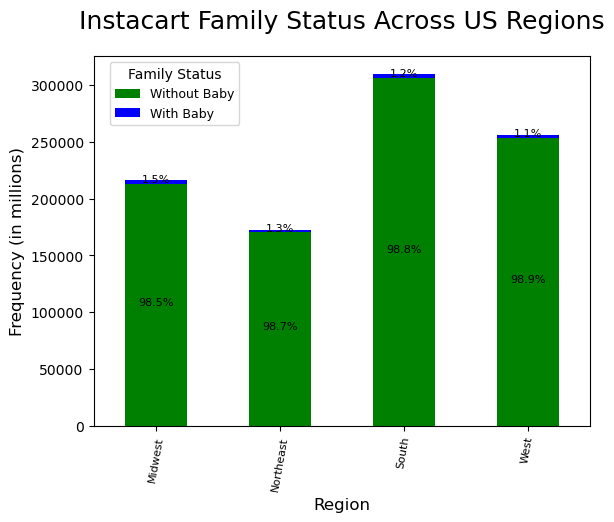 Instacart Family Status Across US Regions
Family Status
Without Baby
With Baby
Frequency (in millions)
300000
250000
200000
150000
100000
50000
0
1.5%
98.5%
1.3%
98.7%
1.2%
98.8%
1.1%
98.9%
Midwest
Northeast
South
West
Region